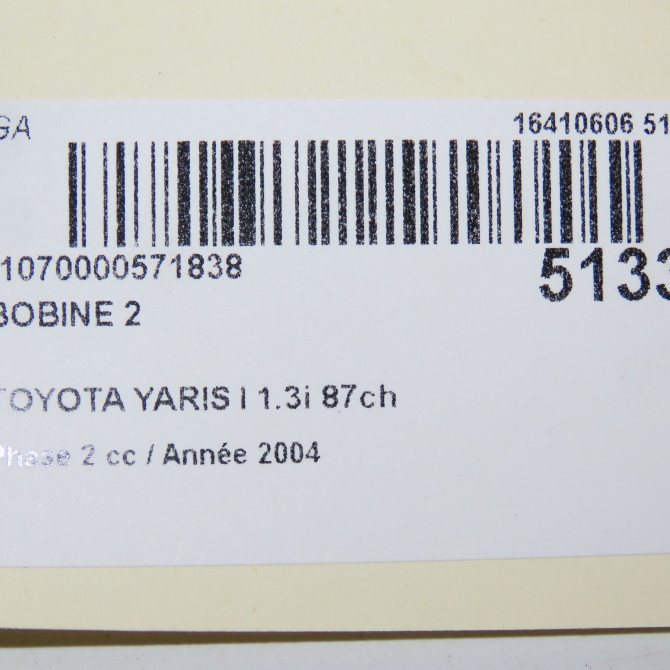 GA 16410606 51
1070000571838
5133
BOBINE 2
TOYOTA YARIS I 1.3i 87ch
Phase 2 cc / Année 2004